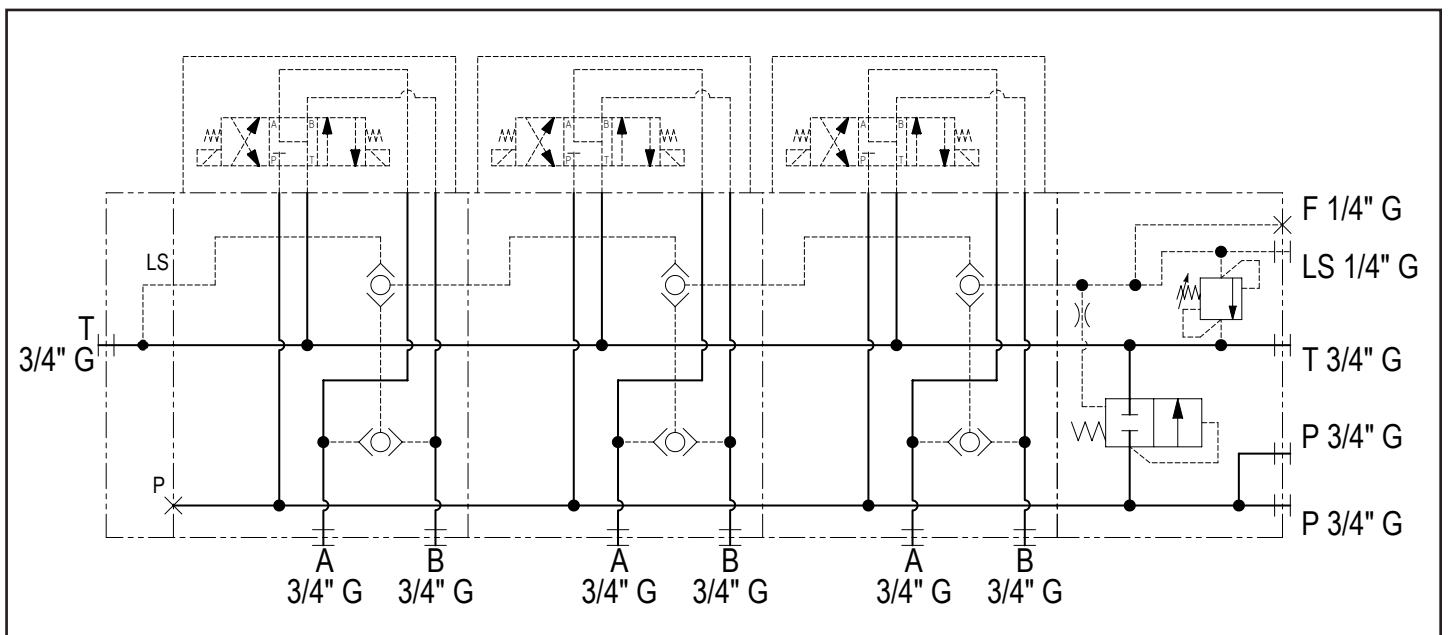 A B A B A B
P T P T P T
F 1/4" G
LS
LS 1/4" G
T
3/4" G
T 3/4" G
P 3/4" G
P
P 3/4" G
A B A B A B
3/4" G 3/4" G 3/4" G 3/4" G 3/4" G 3/4" G